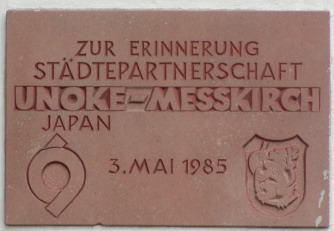 ZUR ERINNERUNG
STÄDTEPARTNERSCHAFT
UNOKE-MESSKIRCH
JAPAN
3. MAI 1985